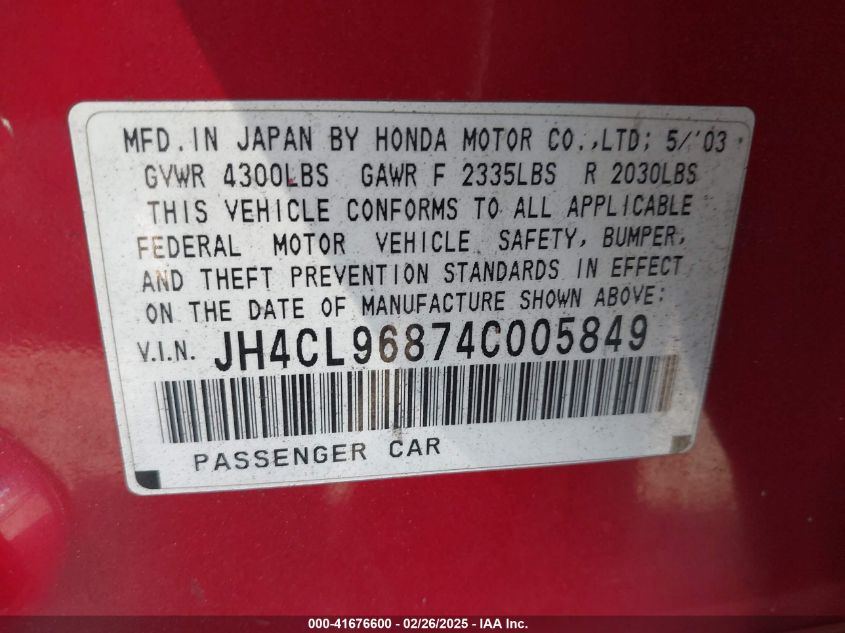 MFD. IN JAPAN BY HONDA MOTOR CO.,LTD; 5/'03
GVWR 4300LBS GAWR F 2335LBS R 2030LBS
THIS VEHICLE CONFORMS TO ALL APPLICABLE
FEDERAL MOTOR VEHICLE SAFETY, BUMPER,
AND THEFT PREVENTION STANDARDS IN EFFECT
ON THE DATE OF MANUFACTURE SHOWN ABOVE;
V.I.N. JH4CL96874C005849
PASSENGER CAR
000-41676600 - 02/26/2025 - IAA Inc.